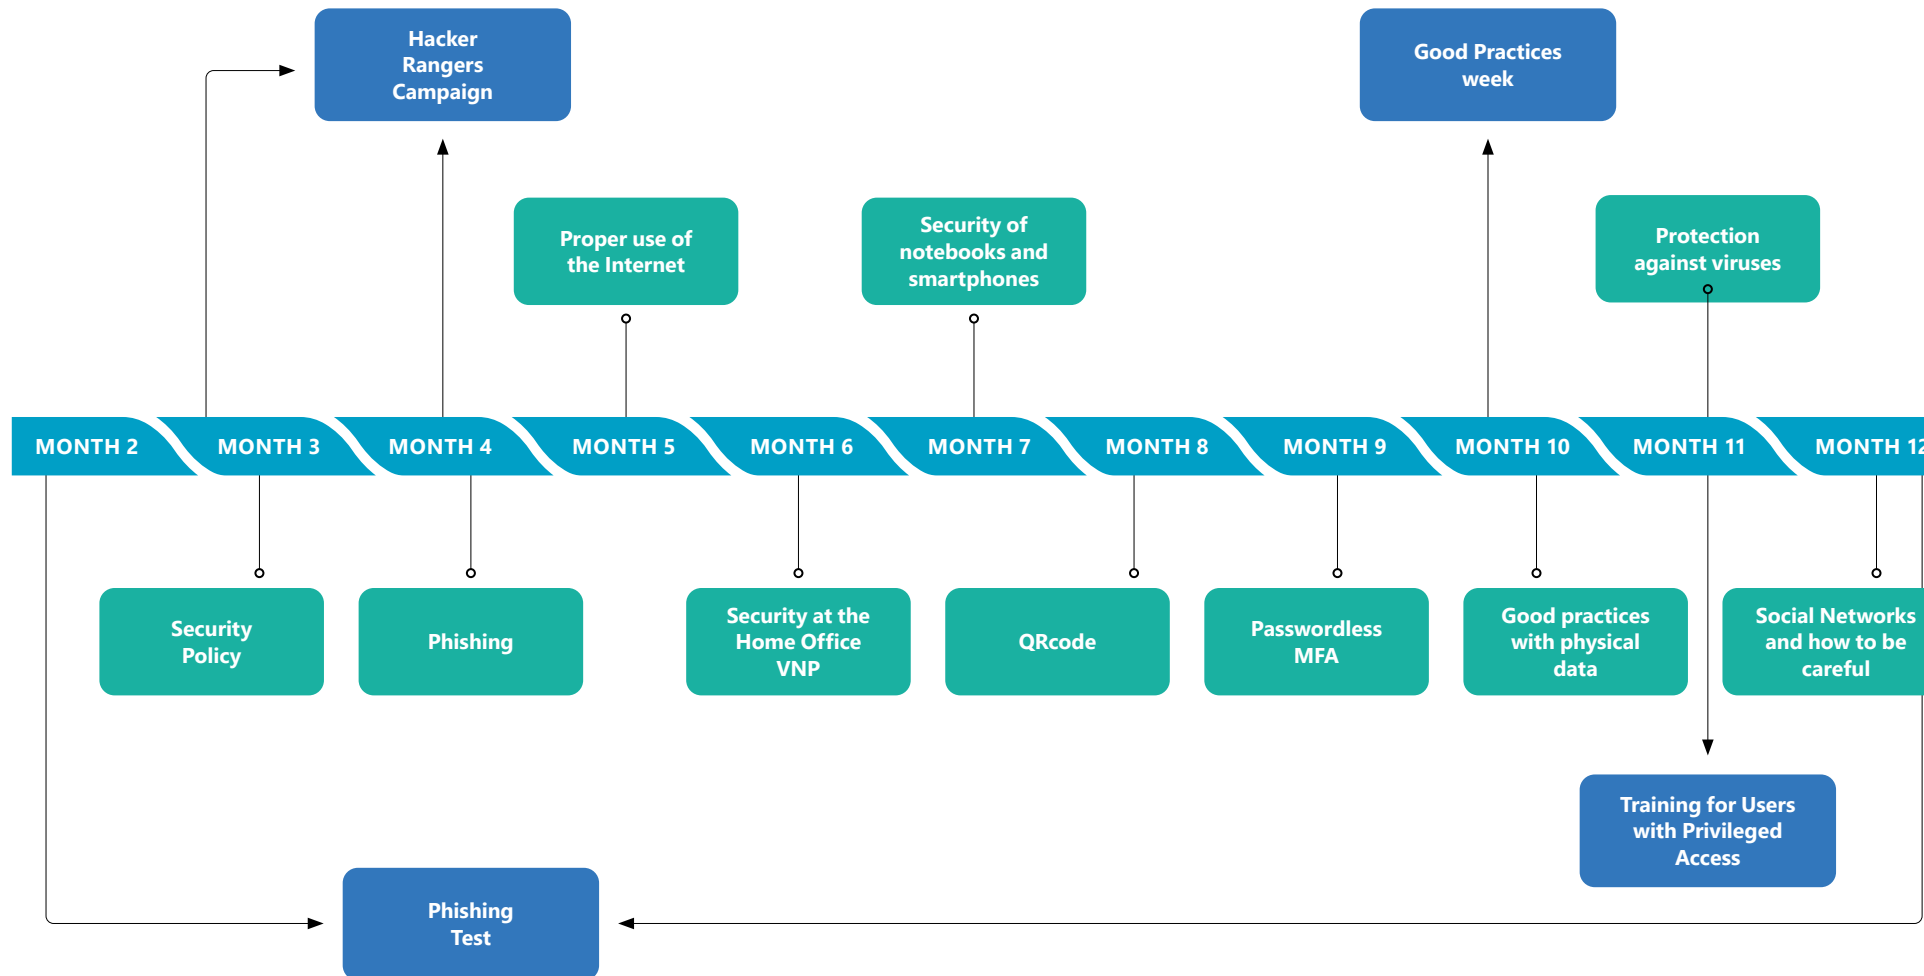 Hacker
Rangers
Campaign
Good Practices
week
Proper use of
the Internet
Security of
notebooks and
smartphones
Protection
against viruses
MONTH 2
MONTH 3
MONTH 4
MONTH 5
MONTH 6
MONTH 7
MONTH 8
MONTH 9
MONTH 10
MONTH 11
MONTH 12
Security
Policy
Phishing
Security at the
Home Office
VNP
QRcode
Passwordless
MFA
Good practices
with physical
data
Social Networks
and how to be
careful
Training for Users
with Privileged
Access
Phishing
Test